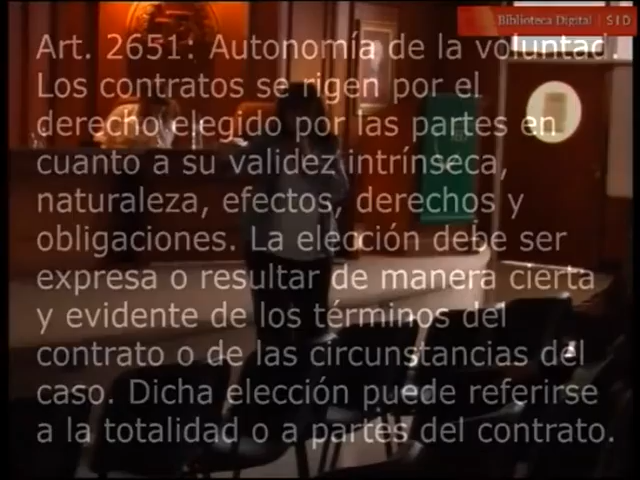 Biblioteca Digital | SID
Art. 2651: Autonomía de la voluntad.
Los contratos se rigen por el
derecho elegido por las partes en
cuanto a su validez intrínseca,
naturaleza, efectos, derechos y
obligaciones. La elección debe ser
expresa o resultar de manera cierta
y evidente de los términos del
contrato o de las circunstancias del
caso. Dicha elección puede referirse
a la totalidad o a partes del contrato.